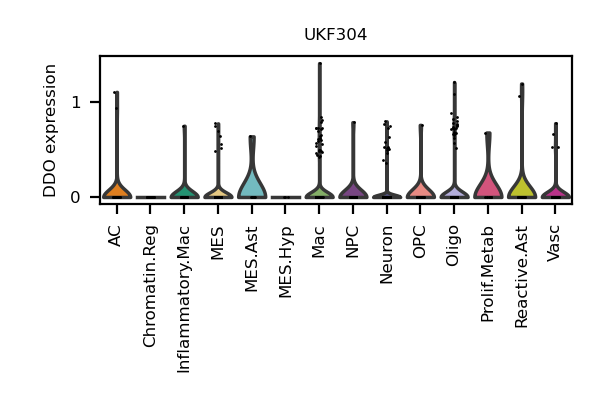 UKF304
DDO expression
1
0
AC
Chromatin.Reg
Inflammatory.Mac
MES
MES.Ast
MES.Hyp
Mac
NPC
Neuron
OPC
Oligo
Prolif.Metab
Reactive.Ast
Vasc